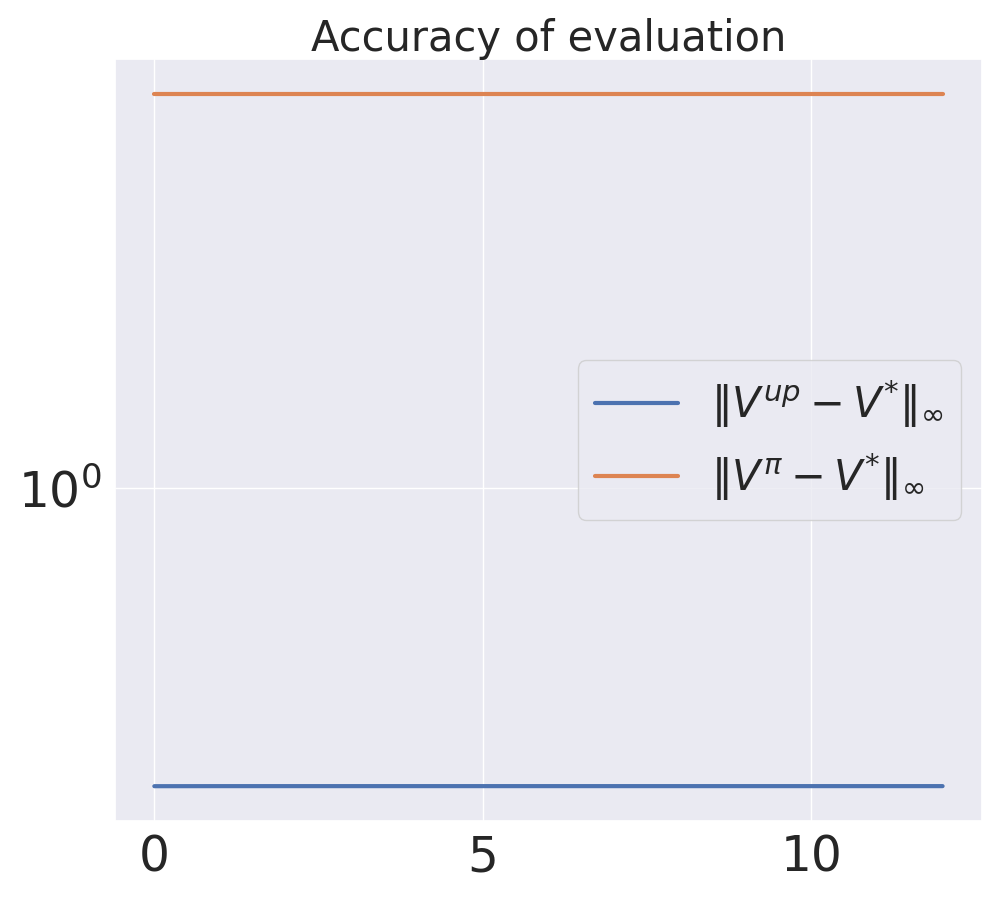 Accuracy of evaluation
‖V^{up} − V^*‖_∞
‖V^π − V^*‖_∞
10^0
0 5 10